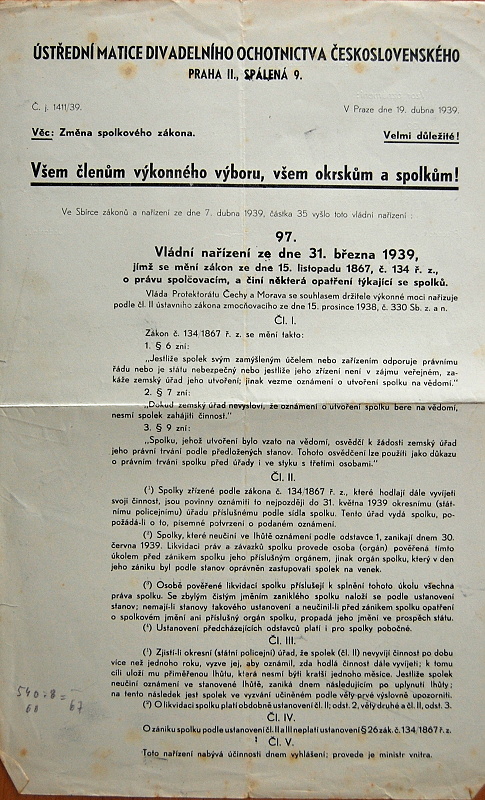 ÚSTŘEDNÍ MATICE DIVADELNÍHO OCHOTNICTVA ČESKOSLOVENSKÉHO
PRAHA II., SPÁLENÁ 9.
Č. j. 1411/39.
V Praze dne 19. dubna 1939.
Věc: Změna spolkového zákona.
Velmi důležité!
Všem členům výkonného výboru, všem okrskům a spolkům!
Ve Sbírce zákonů a nařízení ze dne 7. dubna 1939, částka 35 vyšlo toto vládní nařízení:
97.
Vládní nařízení ze dne 31. března 1939,
jímž se mění zákon ze dne 15. listopadu 1867, č. 134 ř. z.,
o právu spolčovacím, a činí některá opatření týkající se spolků.
Vláda Protektorátu Čechy a Morava se souhlasem držitele výkonné moci nařizuje
podle čl. II ústavního zákona zmocňovacího ze dne 15. prosince 1938, č. 330 Sb. z. a n.
Čl. I.
Zákon č. 134/1867 ř. z. se mění takto:
1. § 6 zní:
„Jestliže spolek svým zamýšleným účelem nebo zařízením odporuje právnímu
řádu nebo je státu nebezpečný nebo jestliže jeho zřízení není v zájmu veřejném, za-
káže zemský úřad jeho utvoření; jinak vezme oznámení o utvoření spolku na vědomí."
2. § 7 zní:
„Dokud zemský úřad nevysloví, že oznámení o utvoření spolku bere na vědomí,
nesmí spolek zahájiti činnost."
3. § 9 zní:
„Spolku, jehož utvoření bylo vzato na vědomí, osvědčí k žádosti zemský úřad
jeho právní trvání podle předložených stanov. Tohoto osvědčení lze použíti jako důkazu
o právním trvání spolku před úřady i ve styku s třetími osobami."
Čl. II.
(¹) Spolky zřízené podle zákona č. 134/1867 ř. z., které hodlají dále vyvíjeti
svoji činnost, jsou povinny oznámiti to nejpozději do 31. května 1939 okresnímu (stát-
nímu policejnímu) úřadu příslušnému podle sídla spolku. Tento úřad vydá spolku, po-
požádá-li o to, písemné potvrzení o podaném oznámení.
(²) Spolky, které neučiní ve lhůtě oznámení podle odstavce 1, zanikají dnem 30.
června 1939. Likvidaci práv a závazků spolku provede osoba (orgán) pověřená tímto
úkolem před zánikem spolku jeho příslušným orgánem, jinak orgán spolku, který v den
jeho zániku byl podle stanov oprávněn zastupovati spolek na venek.
(³) Osobě pověřené likvidací spolku příslušejí k splnění tohoto úkolu všechna
práva spolku. Se zbylým čistým jměním zaniklého spolku naloží se podle ustanovení
stanov; nemají-li stanovy takového ustanovení a neučinil-li před zánikem spolku opatření
o spolkovém jmění ani příslušný orgán spolku, propadá jeho jmění ve prospěch státu.
(⁴) Ustanovení předcházejících odstavců platí i pro spolky pobočné.
Čl. III.
(¹) Zjistí-li okresní (státní policejní) úřad, že spolek (čl. II) nevyvíjí činnost po dobu
více než jednoho roku, vyzve jej, aby oznámil, zda hodlá činnost dále vyvíjeti; k tomu
cíli uloží mu přiměřenou lhůtu, která nesmí býti kratší jednoho měsíce. Jestliže spolek
neučiní oznámení ve stanovené lhůtě, zaniká dnem následujícím po uplynutí lhůty;
na tento následek jest spolek ve vyzvání učiněném podle věty prvé výslovně upozorniti.
(²) O likvidaci spolku platí obdobně ustanovení čl. II; odst. 2, věty druhé a čl. II, odst. 3.
Čl. IV.
O zániku spolku podle ustanovení čl. II a III neplatí ustanovení § 26 zák. č. 134/1867 ř. z.
Čl. V.
Toto nařízení nabývá účinnosti dnem vyhlášení; provede je ministr vnitra.
540:8=67
60